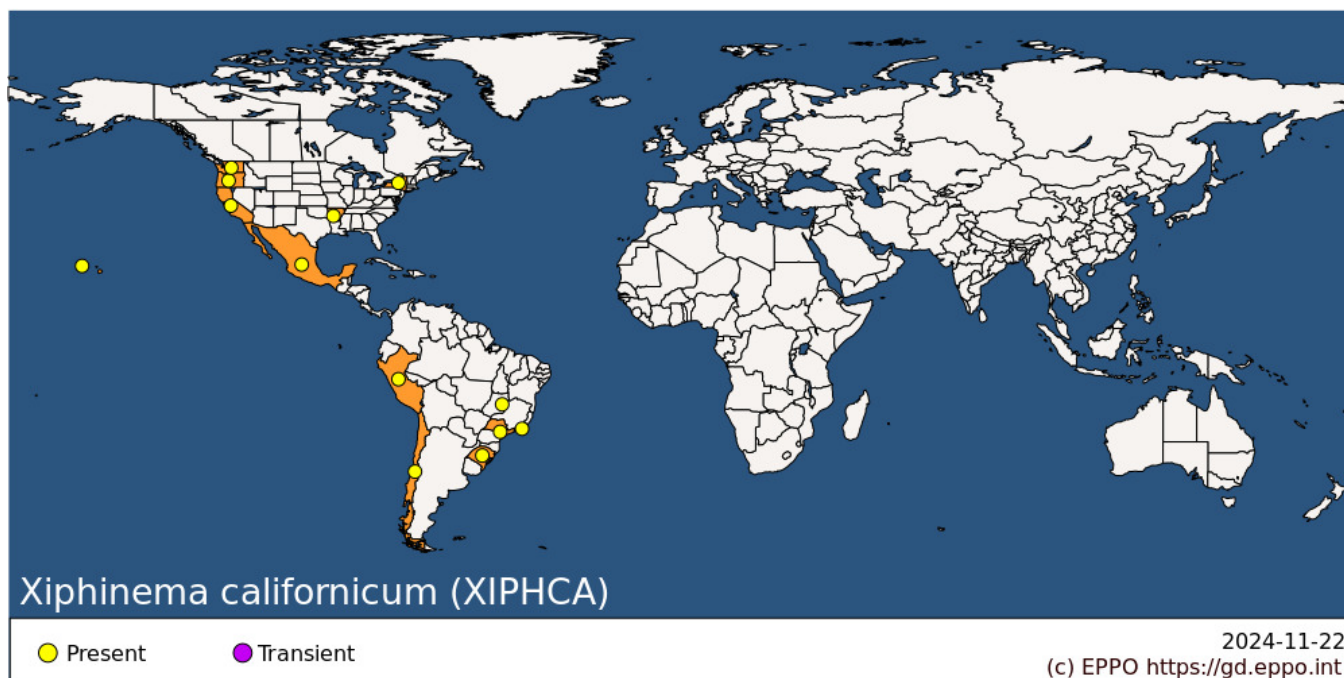 Xiphinema californicum (XIPHCA)
Present
Transient
2024-11-22
(c) EPPO https://gd.eppo.int